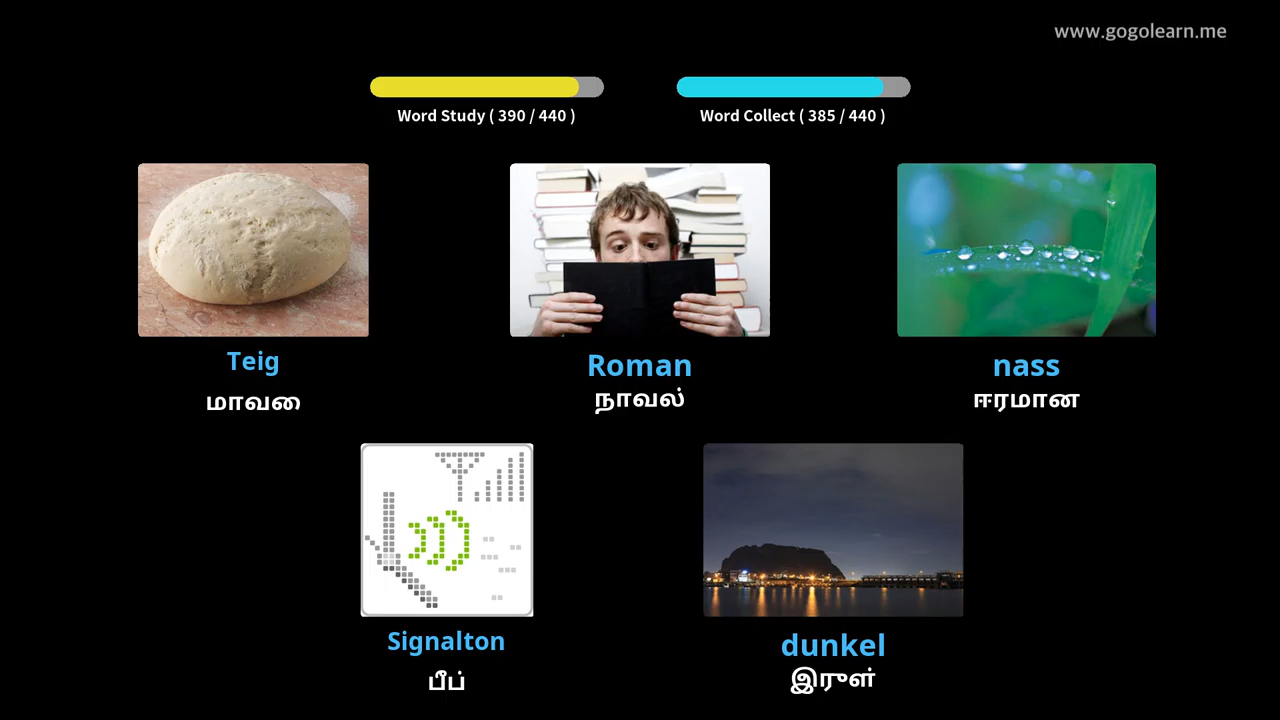 www.gogolearn.me
Word Study ( 390 / 440 )
Word Collect ( 385 / 440 )
Teig
மாவை
Roman
நாவல்
nass
ஈரமான
Signalton
பீப்
dunkel
இருள்